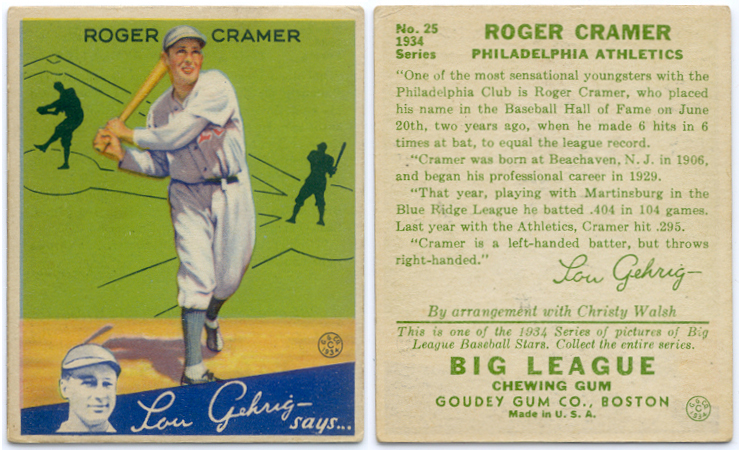 ROGER CRAMER
Lou Gehrig
says...
G.G.Co.
C
1934
No. 25
1934
Series
ROGER CRAMER
PHILADELPHIA ATHLETICS
"One of the most sensational youngsters with the
Philadelphia Club is Roger Cramer, who placed
his name in the Baseball Hall of Fame on June
20th, two years ago, when he made 6 hits in 6
times at bat, to equal the league record.
"Cramer was born at Beachaven, N. J. in 1906,
and began his professional career in 1929.
"That year, playing with Martinsburg in the
Blue Ridge League he batted .404 in 104 games.
Last year with the Athletics, Cramer hit .295.
"Cramer is a left-handed batter, but throws
right-handed."
Lou Gehrig
By arrangement with Christy Walsh
This is one of the 1934 Series of pictures of Big
League Baseball Stars. Collect the entire series.
BIG LEAGUE
CHEWING GUM
GOUDEY GUM CO., BOSTON
Made in U. S. A.
G.G.Co.
C
1934